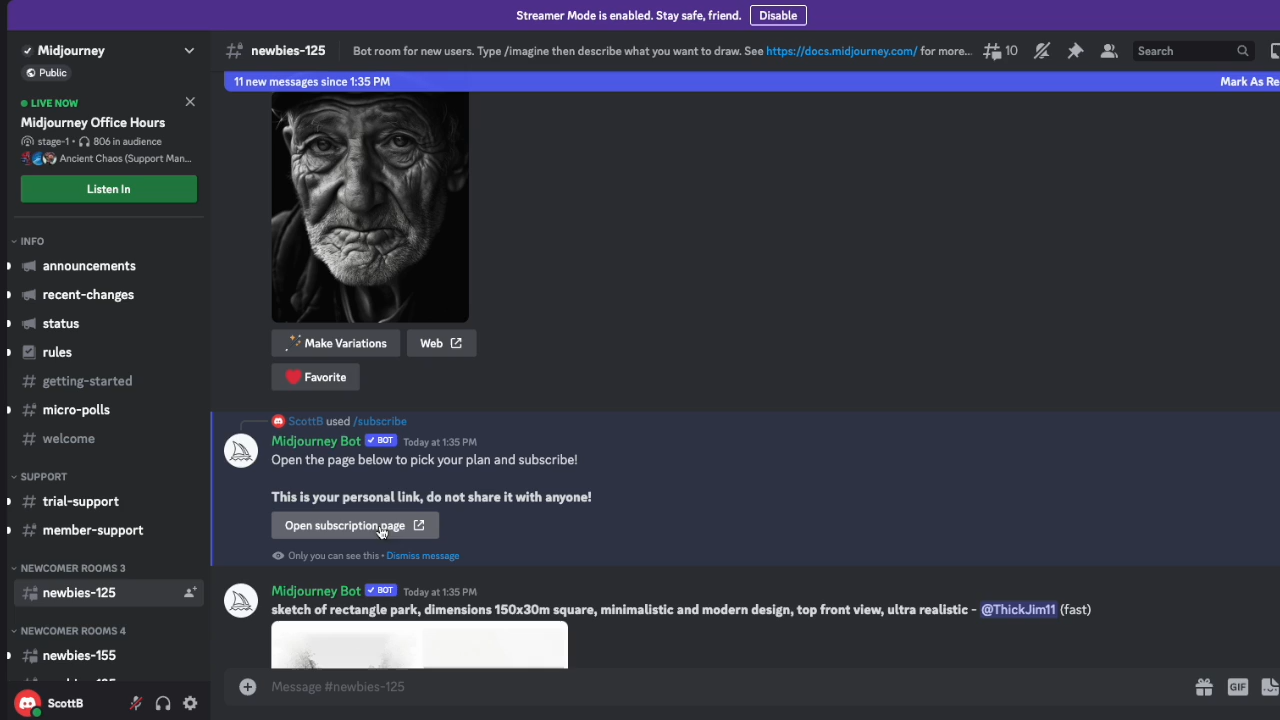 Streamer Mode is enabled. Stay safe, friend. Disable
Midjourney
Public
LIVE NOW
Midjourney Office Hours
stage-1 • 806 in audience
Ancient Chaos (Support Man...
Listen In
INFO
announcements
recent-changes
status
rules
getting-started
micro-polls
welcome
SUPPORT
trial-support
member-support
NEWCOMER ROOMS 3
newbies-125
NEWCOMER ROOMS 4
newbies-155
ScottB
newbies-125 Bot room for new users. Type /imagine then describe what you want to draw. See https://docs.midjourney.com/ for more... 10 Search
11 new messages since 1:35 PM Mark As Re
Make Variations Web
Favorite
ScottB used /subscribe
Midjourney Bot BOT Today at 1:35 PM
Open the page below to pick your plan and subscribe!
This is your personal link, do not share it with anyone!
Open subscription page
Only you can see this • Dismiss message
Midjourney Bot BOT Today at 1:35 PM
sketch of rectangle park, dimensions 150x30m square, minimalistic and modern design, top front view, ultra realistic - @ThickJim11 (fast)
Message #newbies-125
GIF